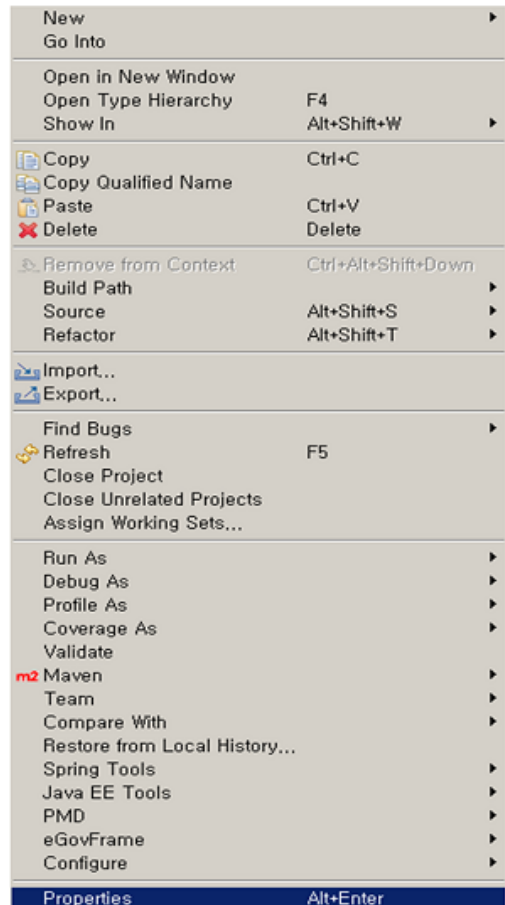 New
Go Into
Open in New Window
Open Type Hierarchy F4
Show In Alt+Shift+W
Copy Ctrl+C
Copy Qualified Name
Paste Ctrl+V
Delete Delete
Remove from Context Ctrl+Alt+Shift+Down
Build Path
Source Alt+Shift+S
Refactor Alt+Shift+T
Import...
Export...
Find Bugs
Refresh F5
Close Project
Close Unrelated Projects
Assign Working Sets...
Run As
Debug As
Profile As
Coverage As
Validate
m2 Maven
Team
Compare With
Restore from Local History...
Spring Tools
Java EE Tools
PMD
eGovFrame
Configure
Properties Alt+Enter